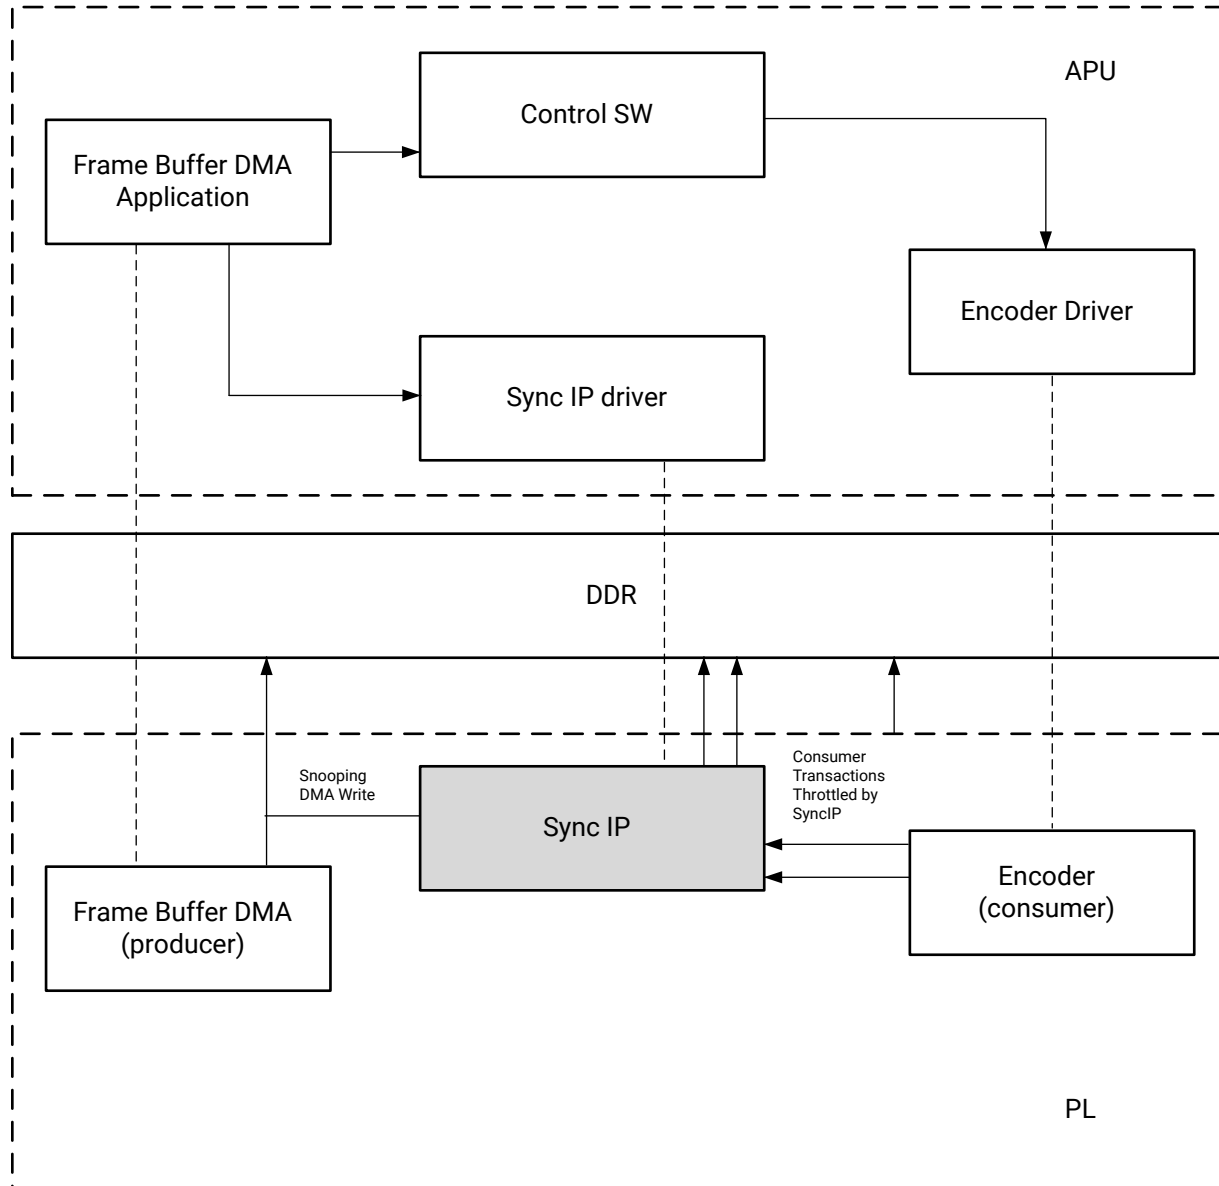 APU
Control SW
Frame Buffer DMA
Application
Encoder Driver
Sync IP driver
DDR
Snooping
DMA Write
Consumer
Transactions
Throttled by
SyncIP
Sync IP
Encoder
(consumer)
Frame Buffer DMA
(producer)
PL